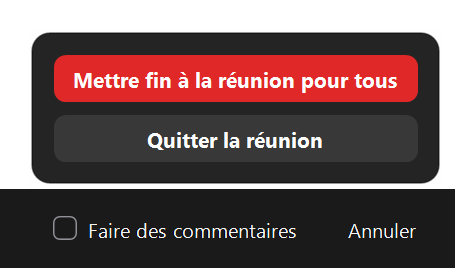 Mettre fin à la réunion pour tous
Quitter la réunion
Faire des commentaires
Annuler